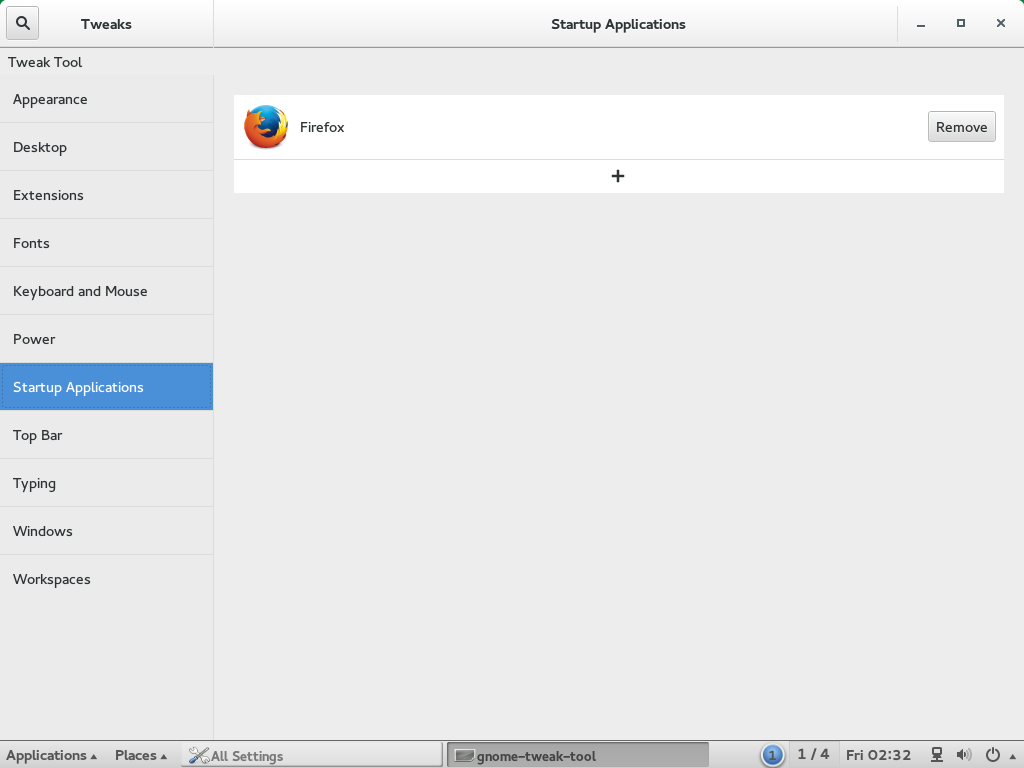 Tweaks
Startup Applications
Tweak Tool
Appearance
Desktop
Extensions
Fonts
Keyboard and Mouse
Power
Startup Applications
Top Bar
Typing
Windows
Workspaces
Firefox
Remove
+
Applications
Places
All Settings
gnome-tweak-tool
1
1 / 4
Fri 02:32